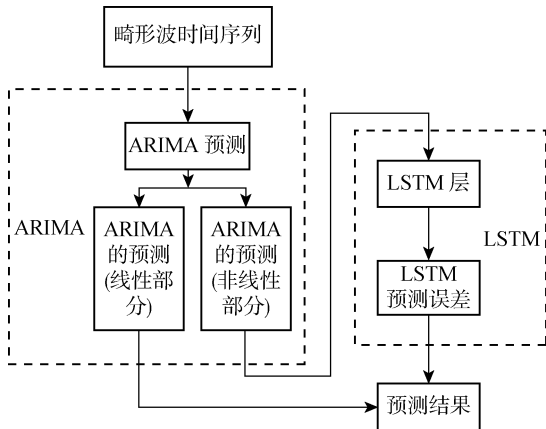 畸形波时间序列
ARIMA 预测
ARIMA
ARIMA
的预测
(线性部
分)
ARIMA
的预测
(非线性
部分)
LSTM 层
LSTM
LSTM
预测误差
预测结果